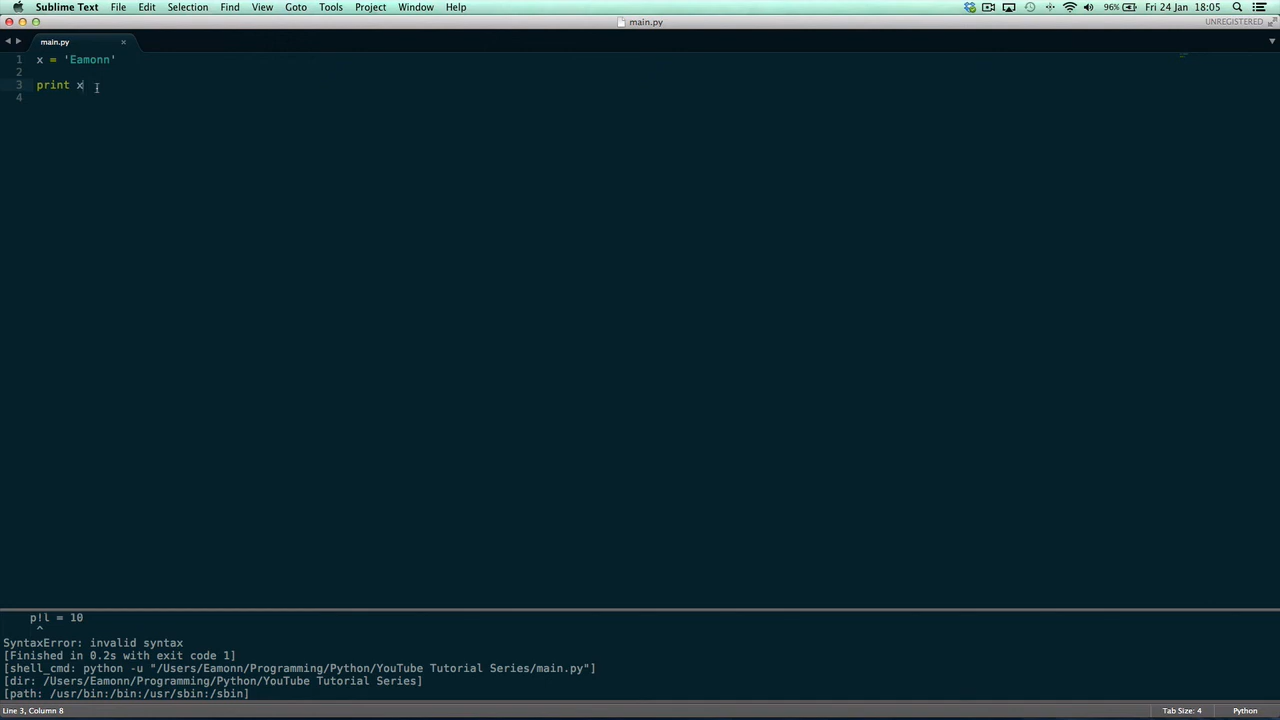 Sublime Text File Edit Selection Find View Goto Tools Project Window Help 96% Fri 24 Jan 18:05
main.py UNREGISTERED
main.py
1 x = 'Eamonn'
2
3 print x
4
p!l = 10
^
SyntaxError: invalid syntax
[Finished in 0.2s with exit code 1]
[shell_cmd: python -u "/Users/Eamonn/Programming/Python/YouTube Tutorial Series/main.py"]
[dir: /Users/Eamonn/Programming/Python/YouTube Tutorial Series]
[path: /usr/bin:/bin:/usr/sbin:/sbin]
Line 3, Column 8 Tab Size: 4 Python